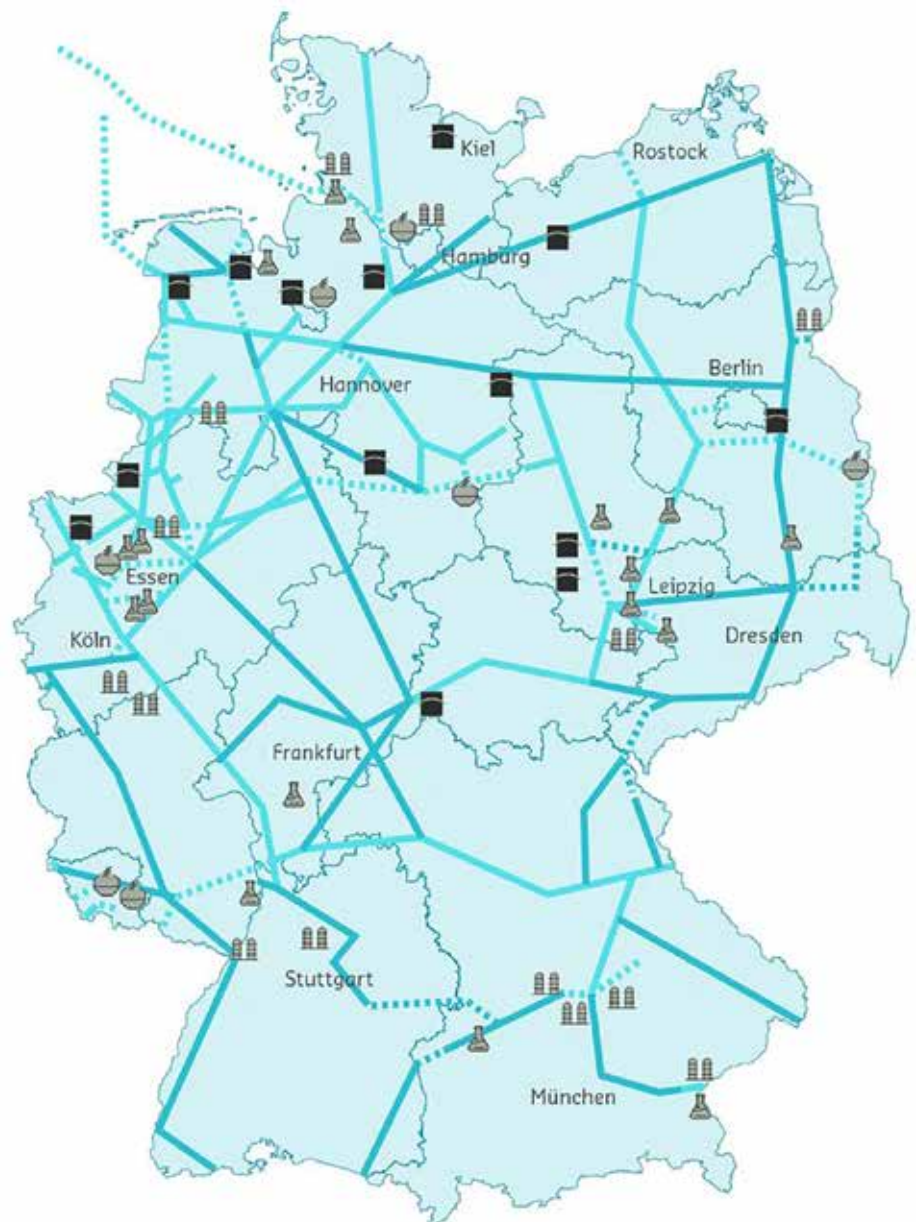 Kiel
Rostock
Hamburg
Berlin
Hannover
Essen
Leipzig
Köln
Dresden
Frankfurt
Stuttgart
München